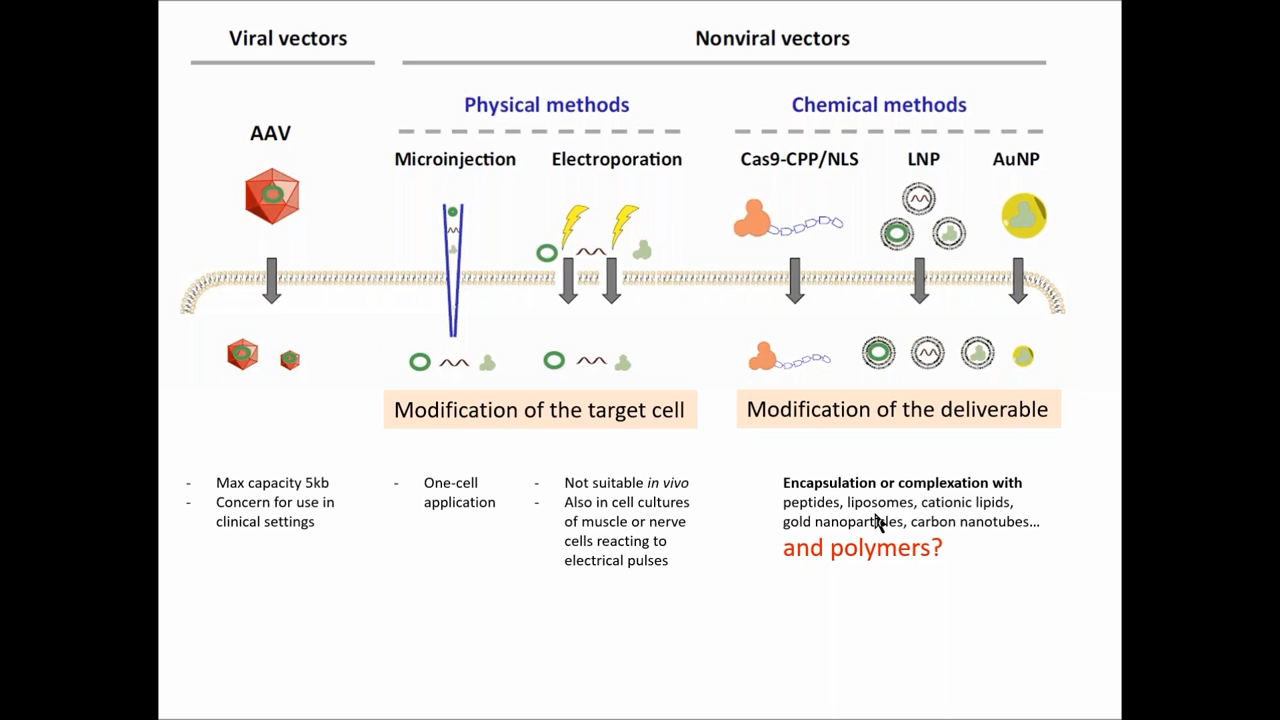 Viral vectors
Nonviral vectors
Physical methods
Chemical methods
AAV
Microinjection
Electroporation
Cas9-CPP/NLS
LNP
AuNP
Modification of the target cell
Modification of the deliverable
- Max capacity 5kb
- Concern for use in
clinical settings
- One-cell
application
- Not suitable in vivo
- Also in cell cultures
of muscle or nerve
cells reacting to
electrical pulses
Encapsulation or complexation with
peptides, liposomes, cationic lipids,
gold nanoparticles, carbon nanotubes...
and polymers?